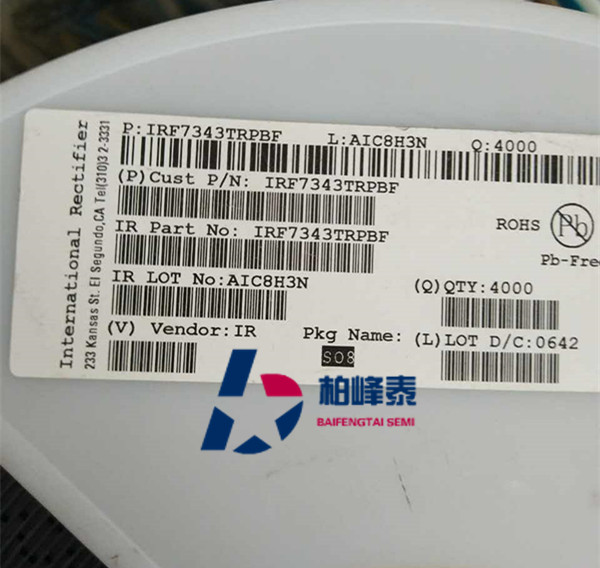 International Rectifier
233 Kansas St. El Segundo,CA Tel(310)3 2-3331
P:IRF7343TRPBF L:AIC8H3N Q:4000
(P)Cust P/N: IRF7343TRPBF
IR Part No: IRF7343TRPBF
ROHS Pb
Pb-Free
IR LOT No:AIC8H3N (Q)QTY:4000
(V) Vendor:IR Pkg Name: (L)LOT D/C:0642
SO8
柏峰泰
BAIFENGTAI SEMI